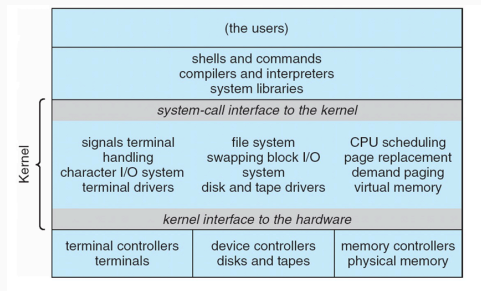 (the users)
shells and commands
compilers and interpreters
system libraries
system-call interface to the kernel
Kernel
signals terminal
handling
character I/O system
terminal drivers
file system
swapping block I/O
system
disk and tape drivers
CPU scheduling
page replacement
demand paging
virtual memory
kernel interface to the hardware
terminal controllers
terminals
device controllers
disks and tapes
memory controllers
physical memory